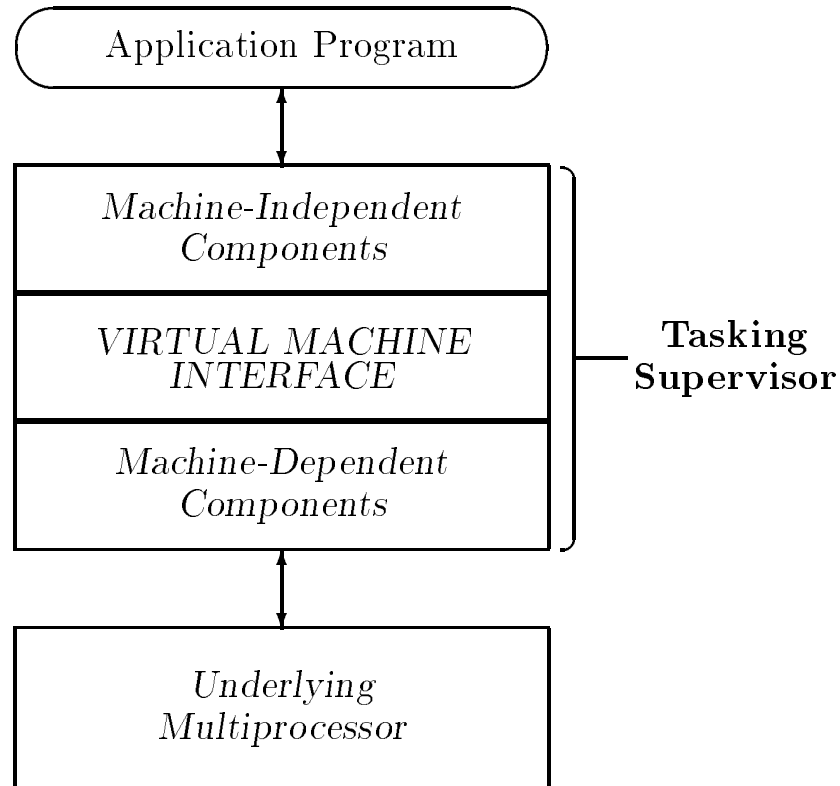 Application Program
Machine-Independent
Components
VIRTUAL MACHINE
INTERFACE
Tasking
Supervisor
Machine-Dependent
Components
Underlying
Multiprocessor